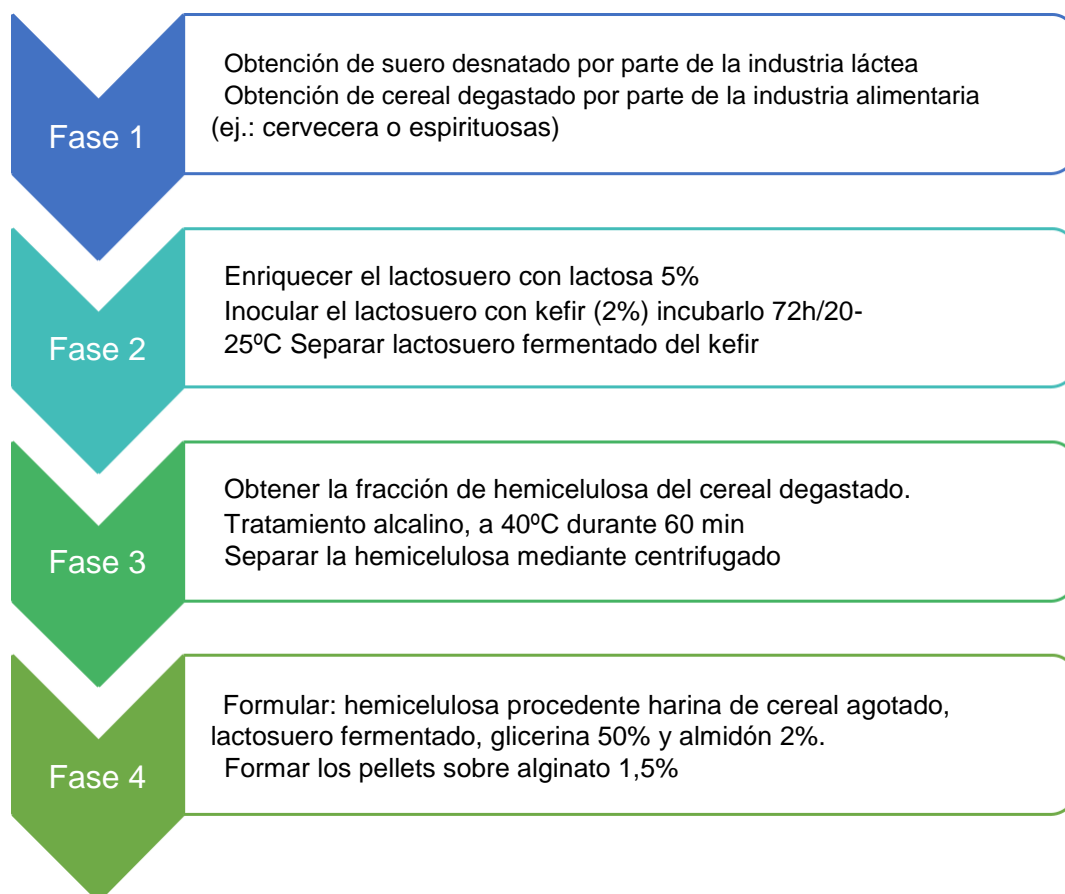 Fase 1
Obtención de suero desnatado por parte de la industria láctea
Obtención de cereal degastado por parte de la industria alimentaria
(ej.: cervecera o espirituosas)
Fase 2
Enriquecer el lactosuero con lactosa 5%
Inocular el lactosuero con kefir (2%) incubarlo 72h/20-
25ºC Separar lactosuero fermentado del kefir
Fase 3
Obtener la fracción de hemicelulosa del cereal degastado.
Tratamiento alcalino, a 40ºC durante 60 min
Separar la hemicelulosa mediante centrifugado
Fase 4
Formular: hemicelulosa procedente harina de cereal agotado,
lactosuero fermentado, glicerina 50% y almidón 2%.
Formar los pellets sobre alginato 1,5%